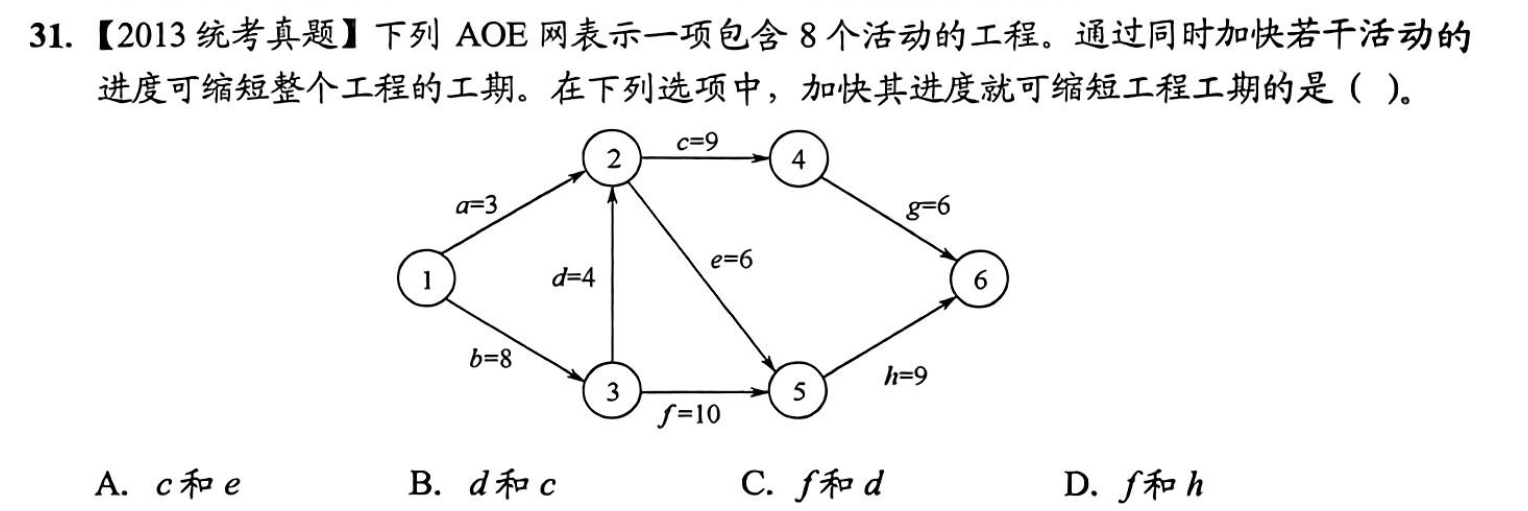 31.【2013 统考真题】下列 AOE 网表示一项包含 8 个活动的工程。通过同时加快若干活动的
进度可缩短整个工程的工期。在下列选项中，加快其进度就可缩短工程工期的是（ ）。
c=9
2
4
a=3
g=6
e=6
1
d=4
6
b=8
h=9
3
5
f=10
A. c 和 e B. d 和 c C. f 和 d D. f 和 h